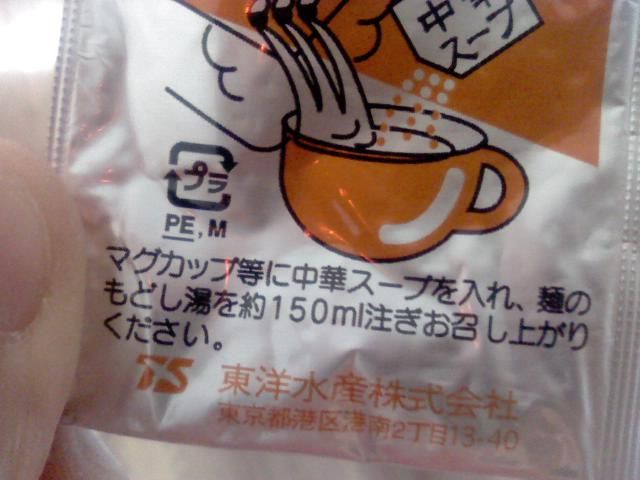 中華スープ
プラ
PE, M
マグカップ等に中華スープを入れ、麺の
もどし湯を約150ml注ぎお召し上がり
ください。
TS 東洋水産株式会社
東京都港区港南2丁目13-40